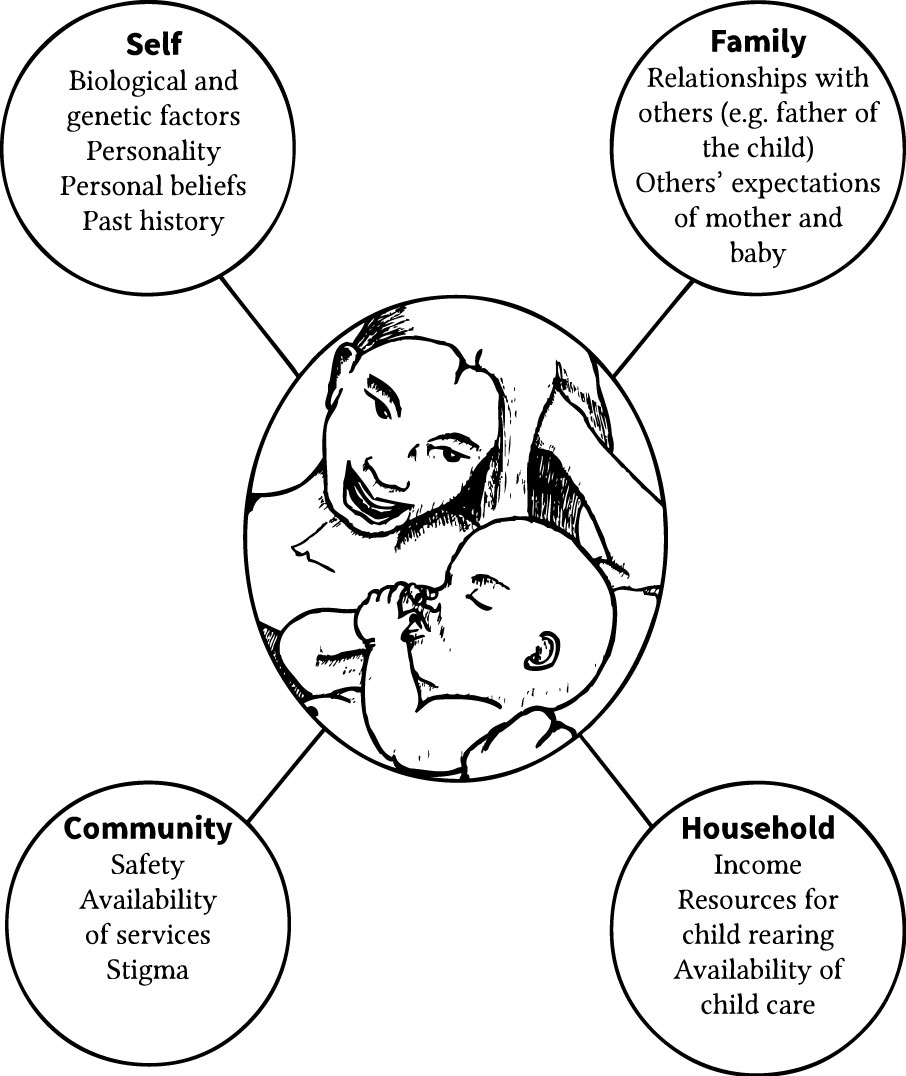 Self
Biological and
genetic factors
Personality
Personal beliefs
Past history
Family
Relationships with
others (e.g. father of
the child)
Others’ expectations
of mother and
baby
Community
Safety
Availability
of services
Stigma
Household
Income
Resources for
child rearing
Availability of
child care